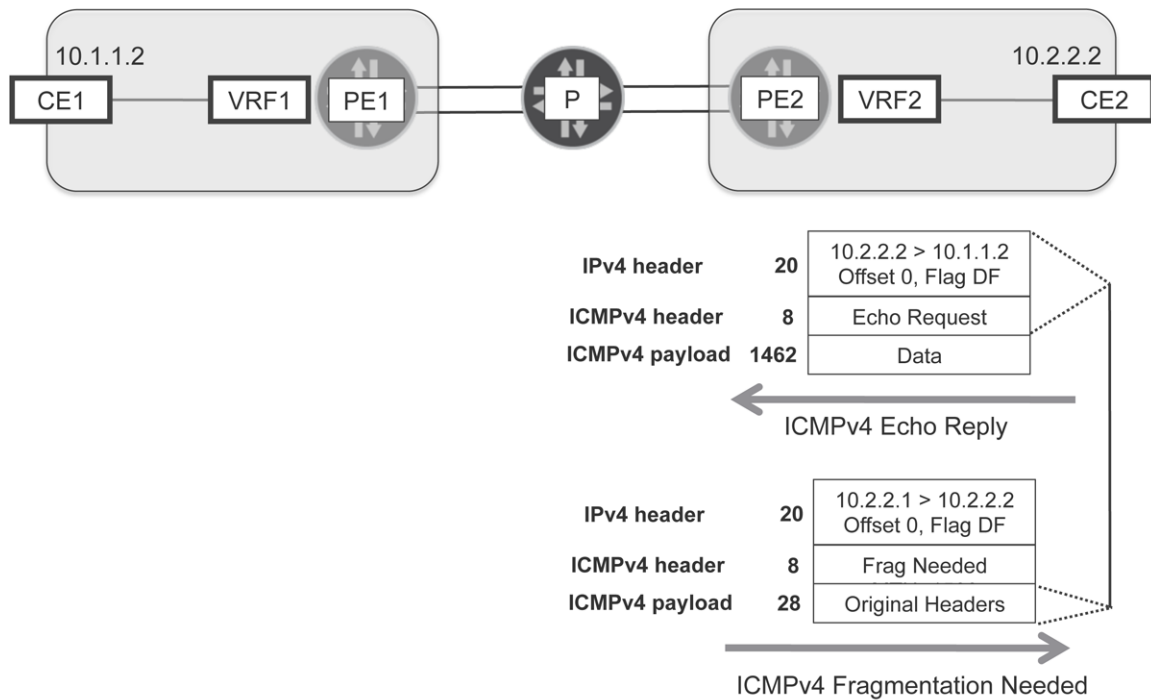 10.1.1.2
10.2.2.2
CE1
VRF1
PE1
P
PE2
VRF2
CE2
IPv4 header 20 10.2.2.2 > 10.1.1.2
Offset 0, Flag DF
ICMPv4 header 8 Echo Request
ICMPv4 payload 1462 Data
ICMPv4 Echo Reply
IPv4 header 20 10.2.2.1 > 10.2.2.2
Offset 0, Flag DF
ICMPv4 header 8 Frag Needed
ICMPv4 payload 28 Original Headers
ICMPv4 Fragmentation Needed